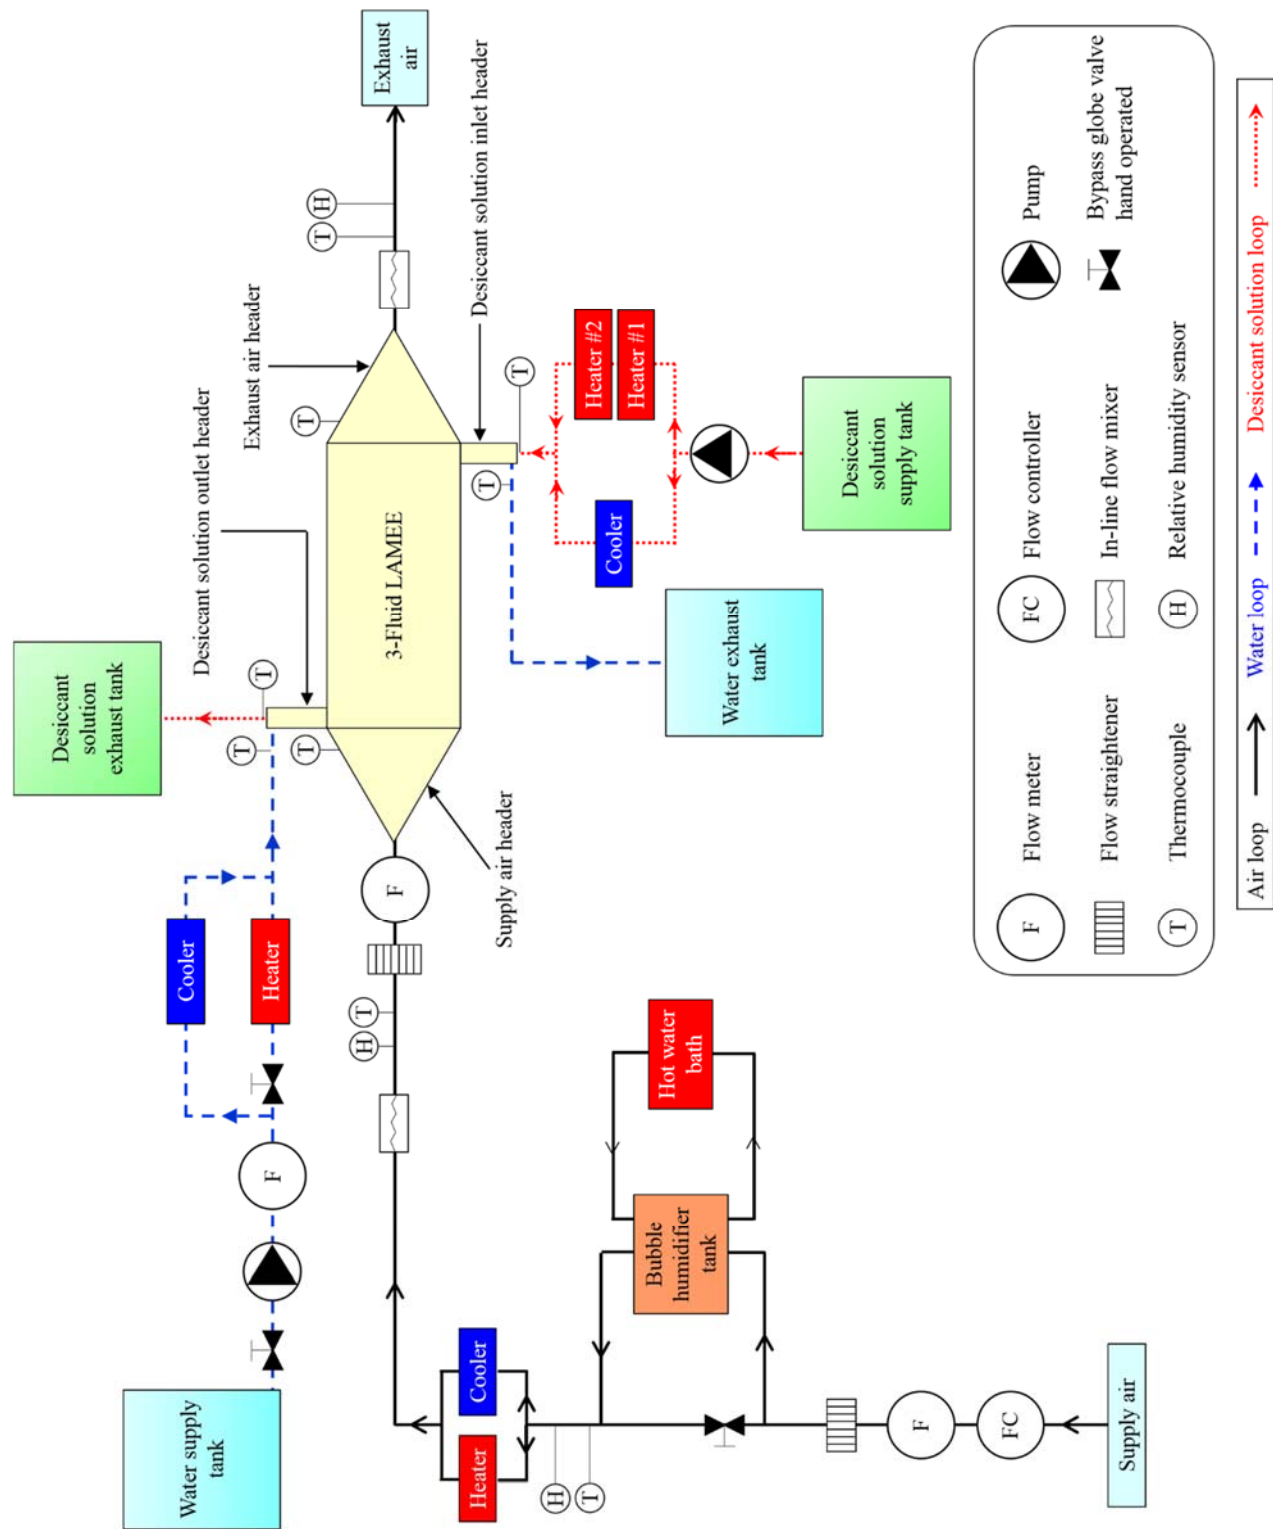 Exhaust
air
T
H
Exhaust air header
Desiccant solution inlet header
Desiccant solution outlet header
T
T
T
3-Fluid LAMEE
Heater #2
Heater #1
Cooler
Desiccant
solution
supply tank
Water exhaust
tank
Desiccant
solution
exhaust tank
T
T
T
Supply air header
F
Cooler
Heater
F
Water supply
tank
H
T
Hot water
bath
Bubble
humidifier
tank
Heater
Cooler
H
T
F
FC
Supply air
F
Flow meter
FC
Flow controller
Pump
Flow straightener
In-line flow mixer
Bypass globe valve
hand operated
T
Thermocouple
H
Relative humidity sensor
Air loop
Water loop
Desiccant solution loop